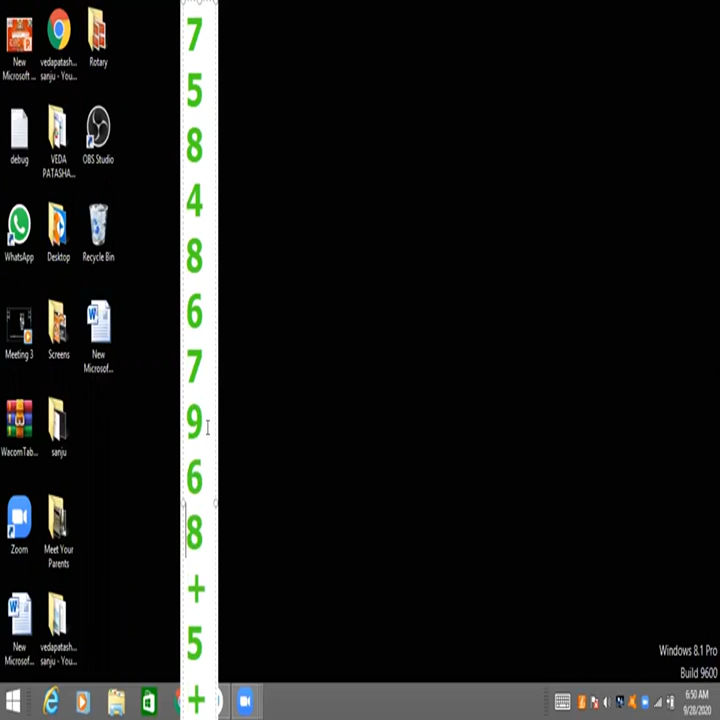 New
Microsoft ...
vedapatash...
sanju - You...
Rotary
debug
VEDA
PATASHA...
OBS Studio
WhatsApp
Desktop
Recycle Bin
Meeting 3
Screens
New
Microsof...
WacomTab...
sanju
Zoom
Meet Your
Parents
New
Microsof...
vedapatash...
sanju - You...
7
5
8
4
8
6
7
9
6
8
+
5
+
Windows 8.1 Pro
Build 9600
6:50 AM
9/28/2020